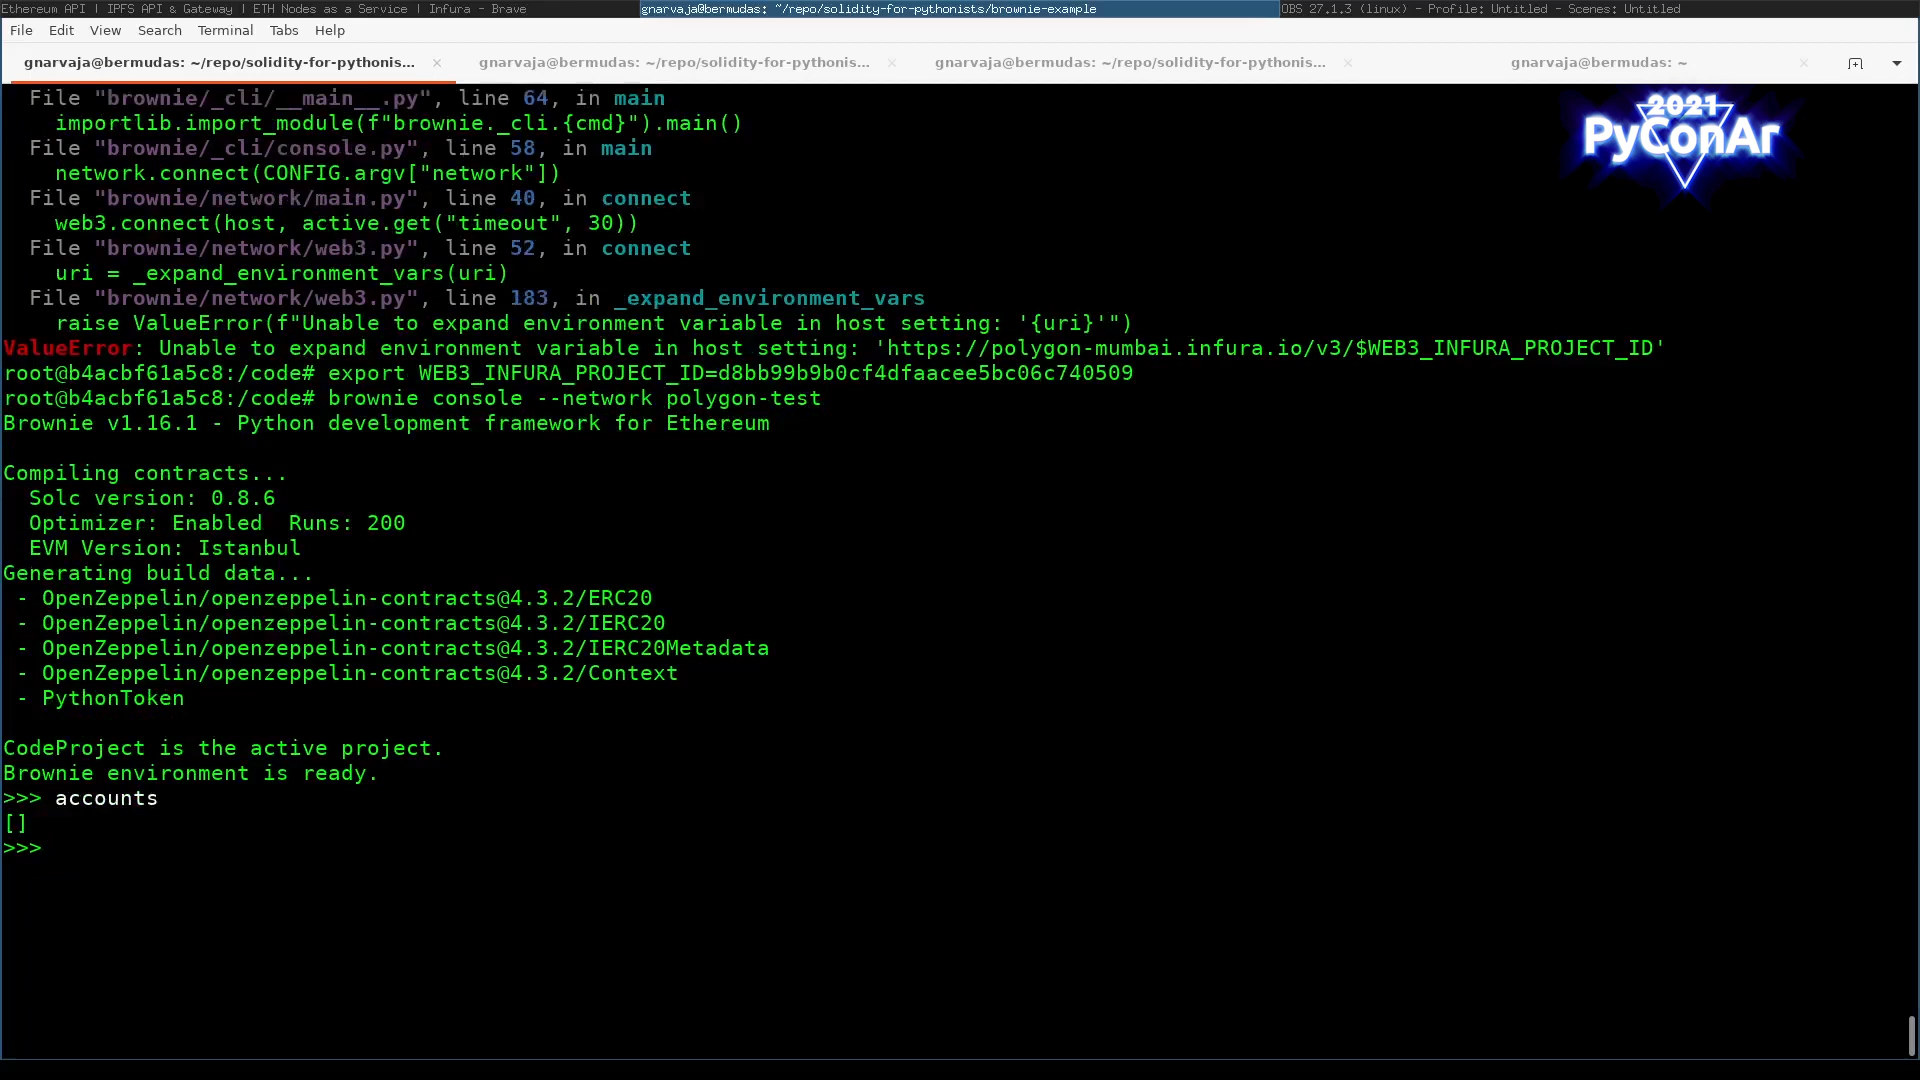 Ethereum API | IPFS API & Gateway | ETH Nodes as a Service | Infura - Brave
gnarvaja@bermudas: ~/repo/solidity-for-pythonists/brownie-example
OBS 27.1.3 (linux) - Profile: Untitled - Scenes: Untitled
File Edit View Search Terminal Tabs Help
gnarvaja@bermudas: ~/repo/solidity-for-pythonis... × gnarvaja@bermudas: ~/repo/solidity-for-pythonis... × gnarvaja@bermudas: ~/repo/solidity-for-pythonis... × gnarvaja@bermudas: ~ ×
2021
PyConAr
File "brownie/_cli/__main__.py", line 64, in main
importlib.import_module(f"brownie._cli.{cmd}").main()
File "brownie/_cli/console.py", line 58, in main
network.connect(CONFIG.argv["network"])
File "brownie/network/main.py", line 40, in connect
web3.connect(host, active.get("timeout", 30))
File "brownie/network/web3.py", line 52, in connect
uri = _expand_environment_vars(uri)
File "brownie/network/web3.py", line 183, in _expand_environment_vars
raise ValueError(f"Unable to expand environment variable in host setting: '{uri}'")
ValueError: Unable to expand environment variable in host setting: 'https://polygon-mumbai.infura.io/v3/$WEB3_INFURA_PROJECT_ID'
root@b4acbf61a5c8:/code# export WEB3_INFURA_PROJECT_ID=d8bb99b9b0cf4dfaacee5bc06c740509
root@b4acbf61a5c8:/code# brownie console --network polygon-test
Brownie v1.16.1 - Python development framework for Ethereum
Compiling contracts...
Solc version: 0.8.6
Optimizer: Enabled  Runs: 200
EVM Version: Istanbul
Generating build data...
- OpenZeppelin/openzeppelin-contracts@4.3.2/ERC20
- OpenZeppelin/openzeppelin-contracts@4.3.2/IERC20
- OpenZeppelin/openzeppelin-contracts@4.3.2/IERC20Metadata
- OpenZeppelin/openzeppelin-contracts@4.3.2/Context
- PythonToken
CodeProject is the active project.
Brownie environment is ready.
>>> accounts
[]
>>>